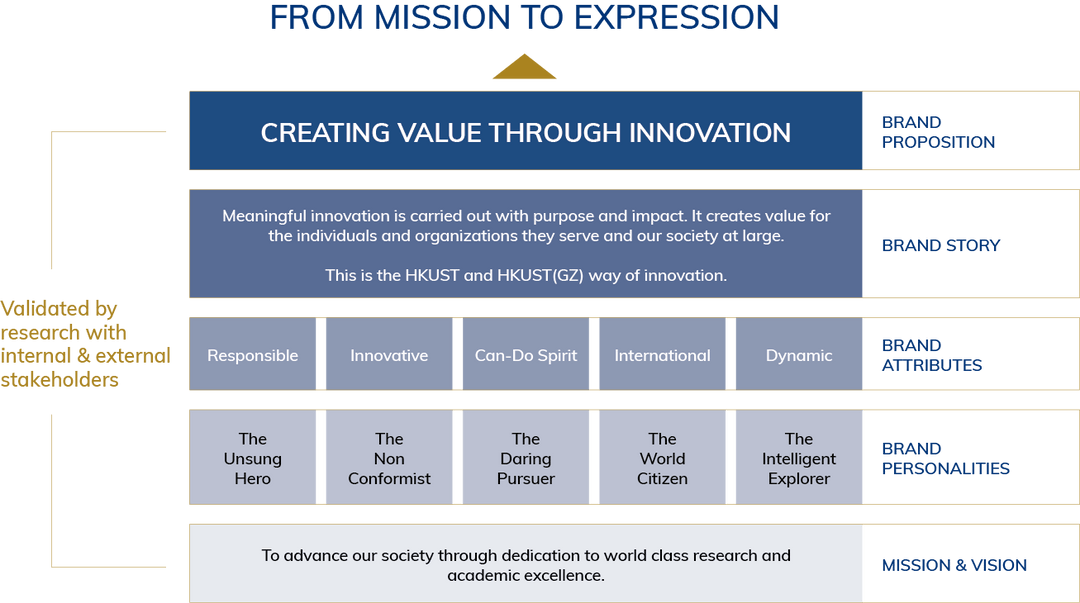 FROM MISSION TO EXPRESSION
CREATING VALUE THROUGH INNOVATION
BRAND
PROPOSITION
Meaningful innovation is carried out with purpose and impact. It creates value for
the individuals and organizations they serve and our society at large.
This is the HKUST and HKUST(GZ) way of innovation.
BRAND STORY
Validated by
research with
internal & external
stakeholders
Responsible
Innovative
Can-Do Spirit
International
Dynamic
BRAND
ATTRIBUTES
The
Unsung
Hero
The
Non
Conformist
The
Daring
Pursuer
The
World
Citizen
The
Intelligent
Explorer
BRAND
PERSONALITIES
To advance our society through dedication to world class research and
academic excellence.
MISSION & VISION